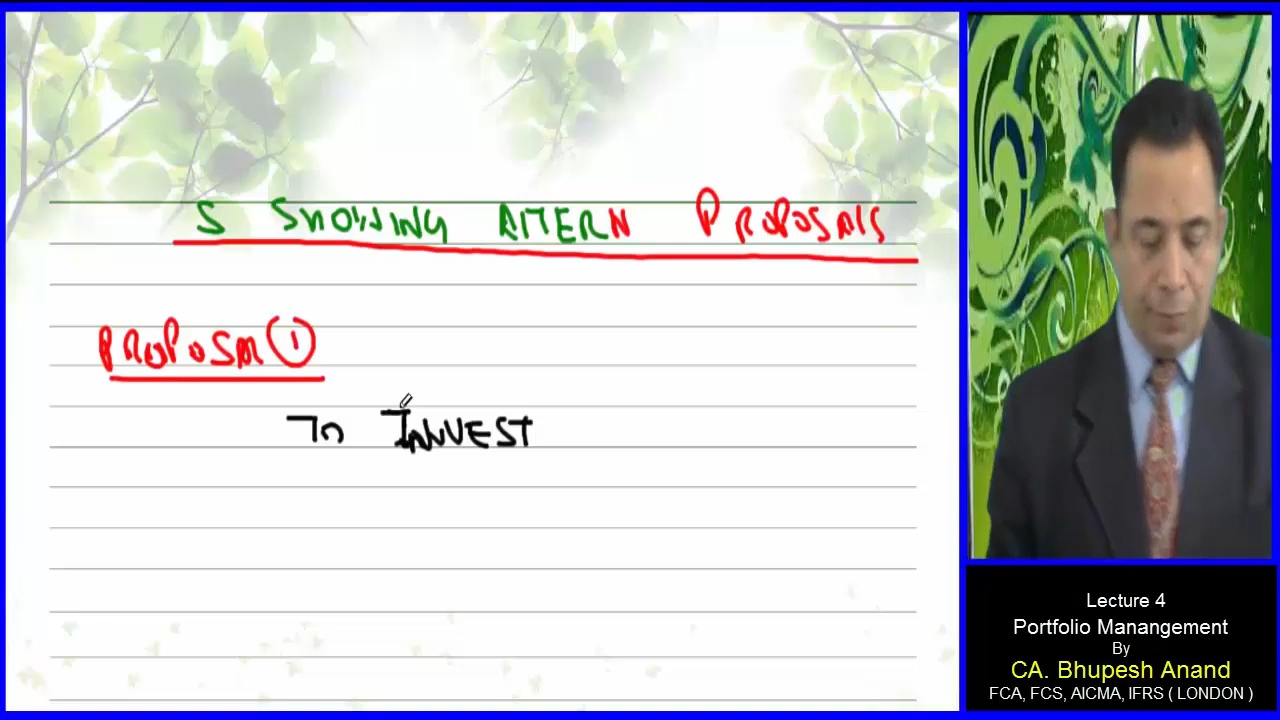 S SHOWING ALTERN PROPOSALS
PROPOSAL (1)
To INVEST
Lecture 4
Portfolio Manangement
By
CA. Bhupesh Anand
FCA, FCS, AICMA, IFRS ( LONDON )